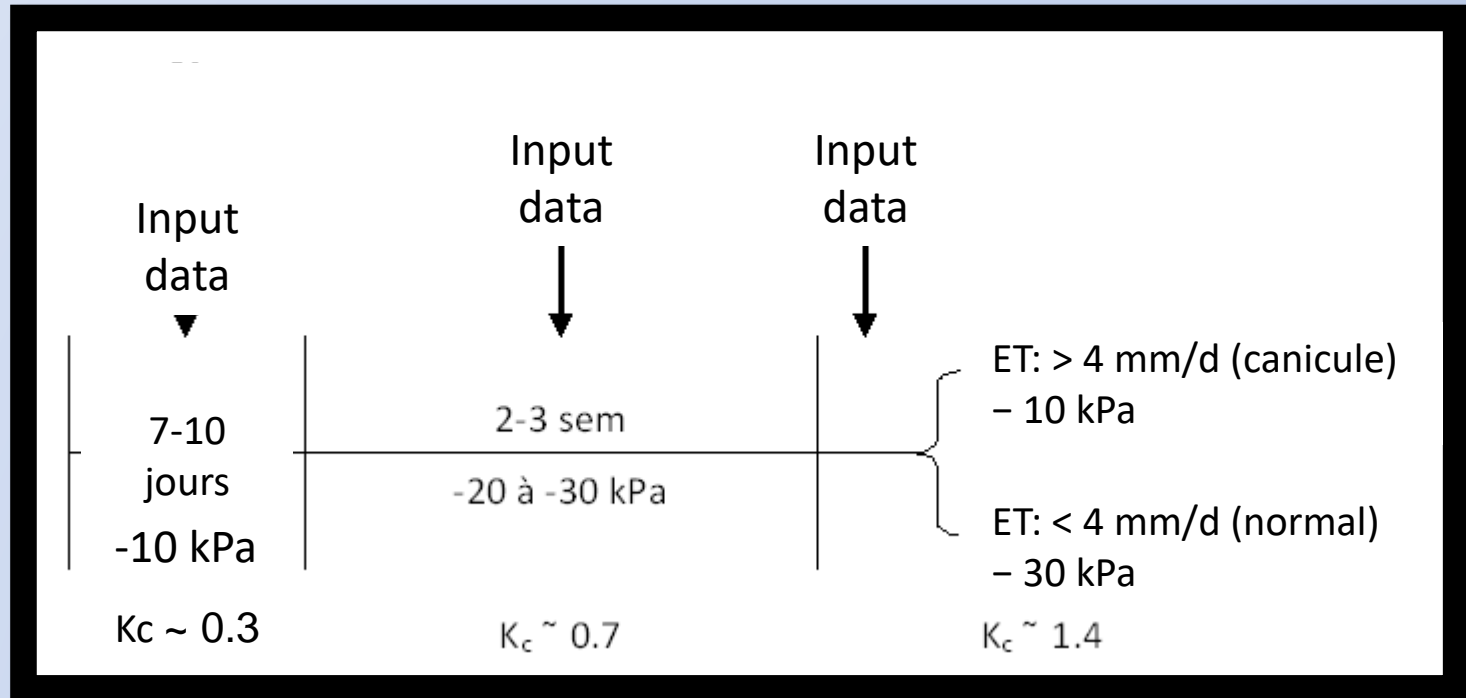 Input
data
7-10
jours
-10 kPa
Kc ~ 0.3
Input
data
2-3 sem
-20 à -30 kPa
Kc ~ 0.7
Input
data
ET: > 4 mm/d (canicule)
– 10 kPa
ET: < 4 mm/d (normal)
– 30 kPa
Kc ~ 1.4